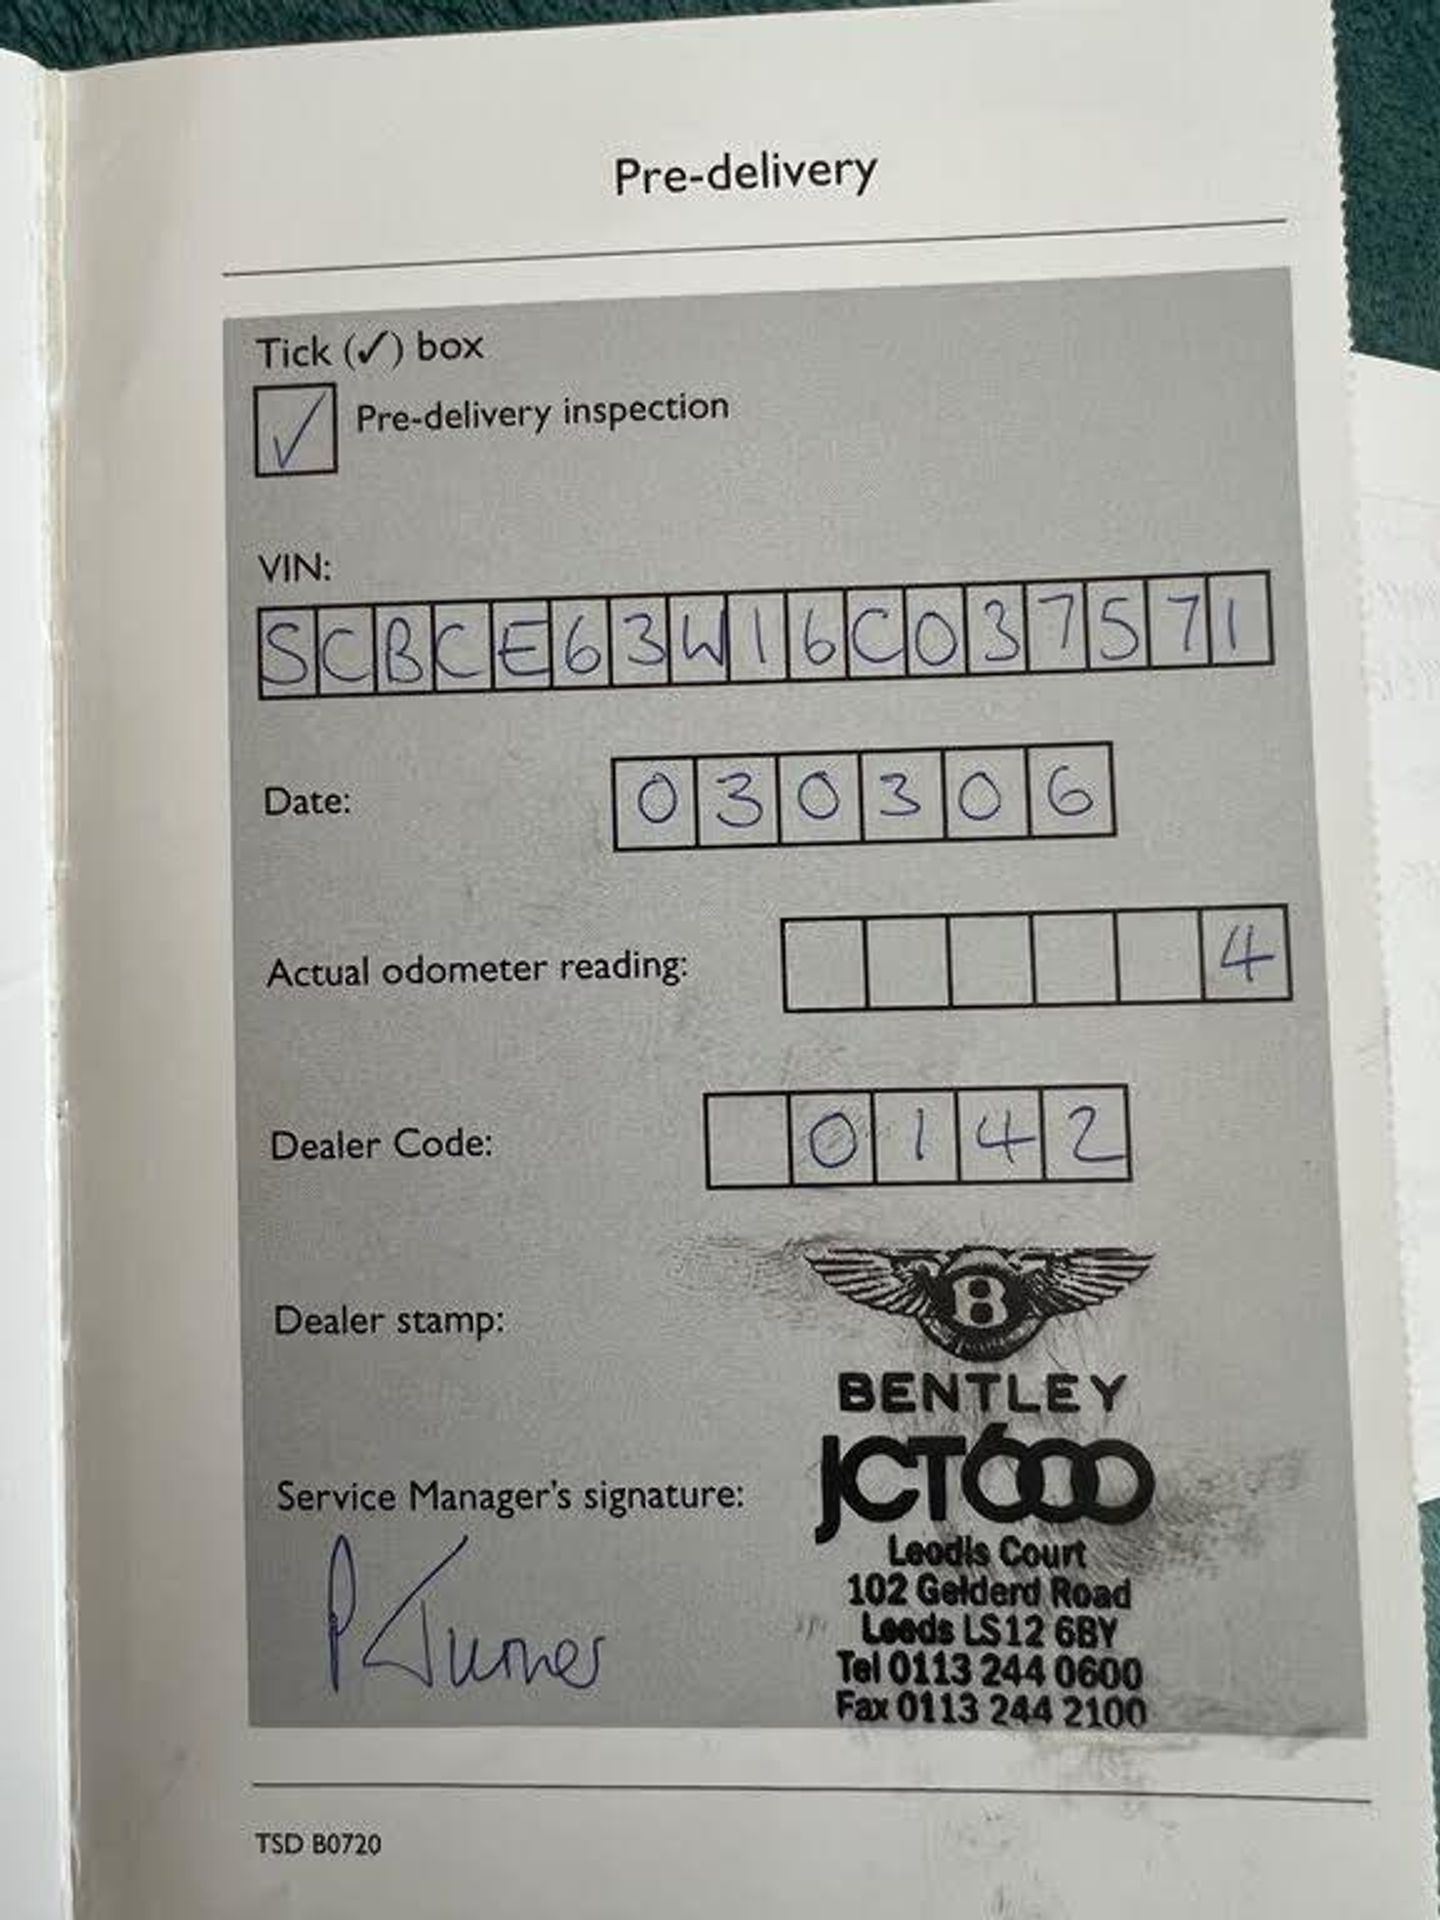 Pre-delivery
Tick (✓) box
✓ Pre-delivery inspection
VIN:
SCBCE63W16C037571
Date: 030306
Actual odometer reading: 4
Dealer Code: 0142
Dealer stamp:
B
BENTLEY
JCT600
Leodis Court
102 Gelderd Road
Leeds LS12 6BY
Tel 0113 244 0600
Fax 0113 244 2100
Service Manager's signature:
P Turner
TSD B0720